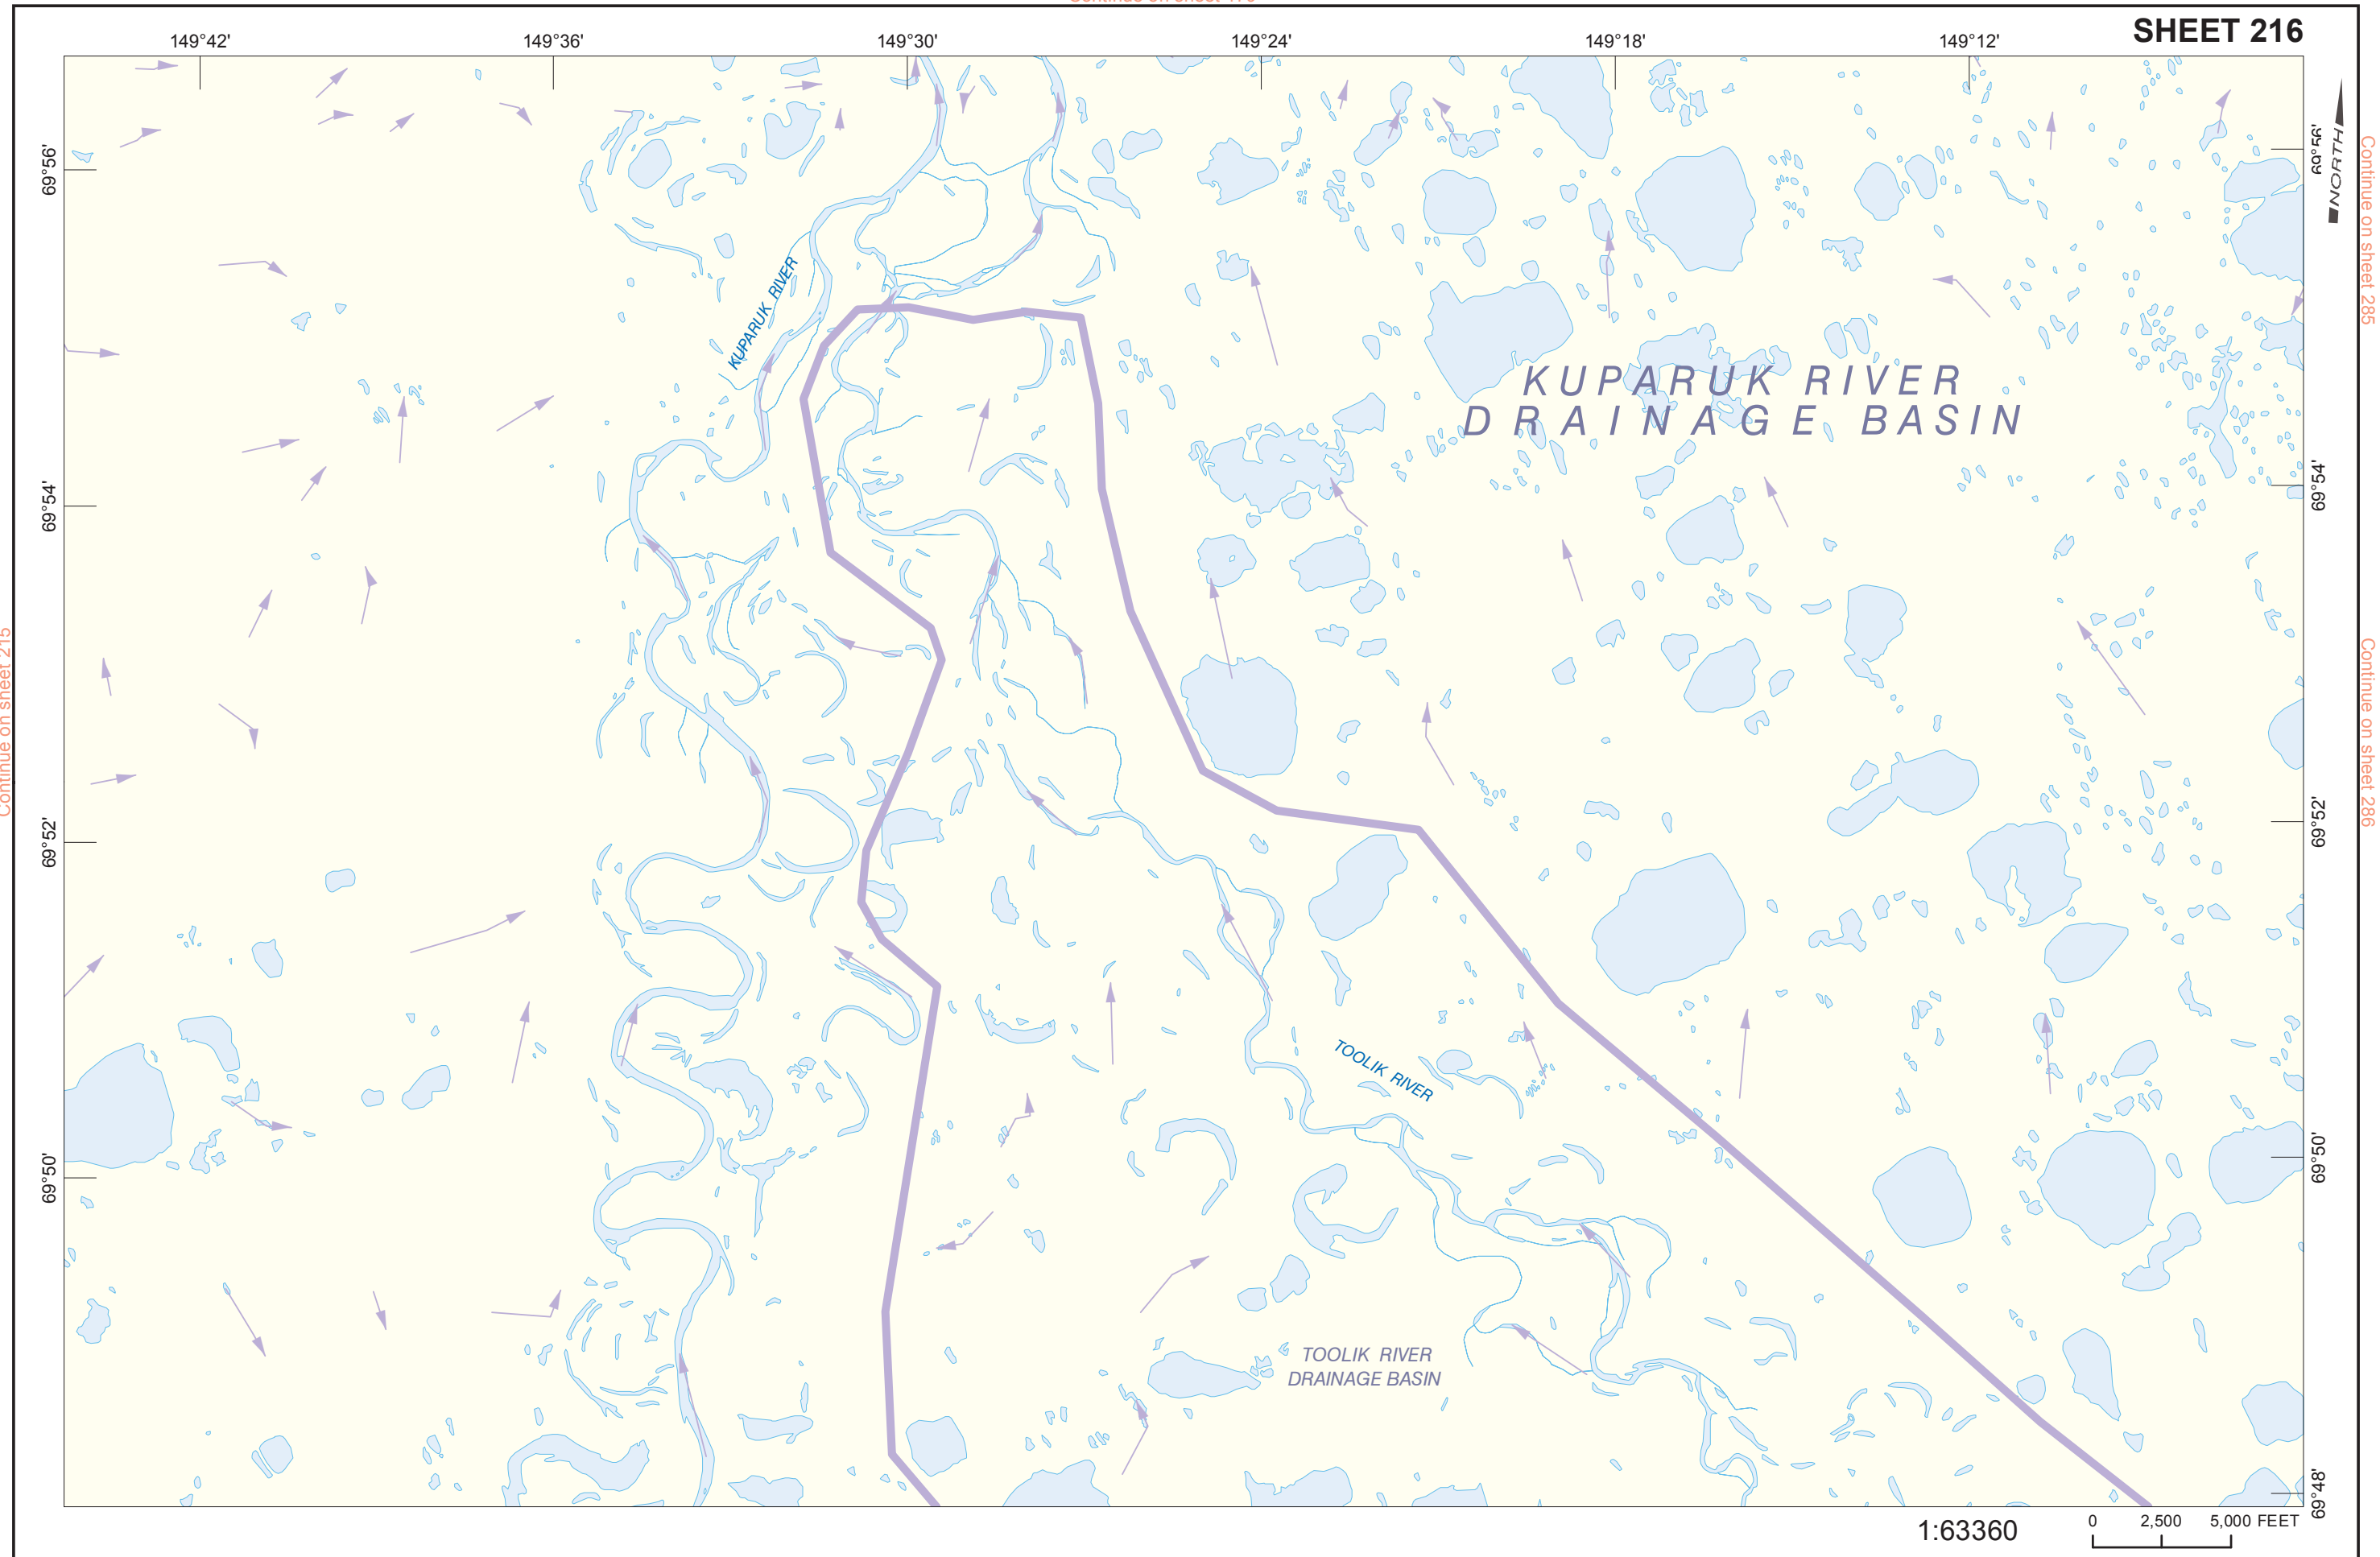 SHEET 216
149°42'
149°36'
149°30'
149°24'
149°18'
149°12'
69°56'
69°56'
NORTH
Continue on sheet 285
KUPARUK RIVER
KUPARUK RIVER
DRAINAGE BASIN
69°54'
69°54'
Continue on sheet 215
Continue on sheet 286
69°52'
69°52'
TOOLIK RIVER
69°50'
69°50'
TOOLIK RIVER
DRAINAGE BASIN
69°48'
1:63360
0 2,500 5,000 FEET